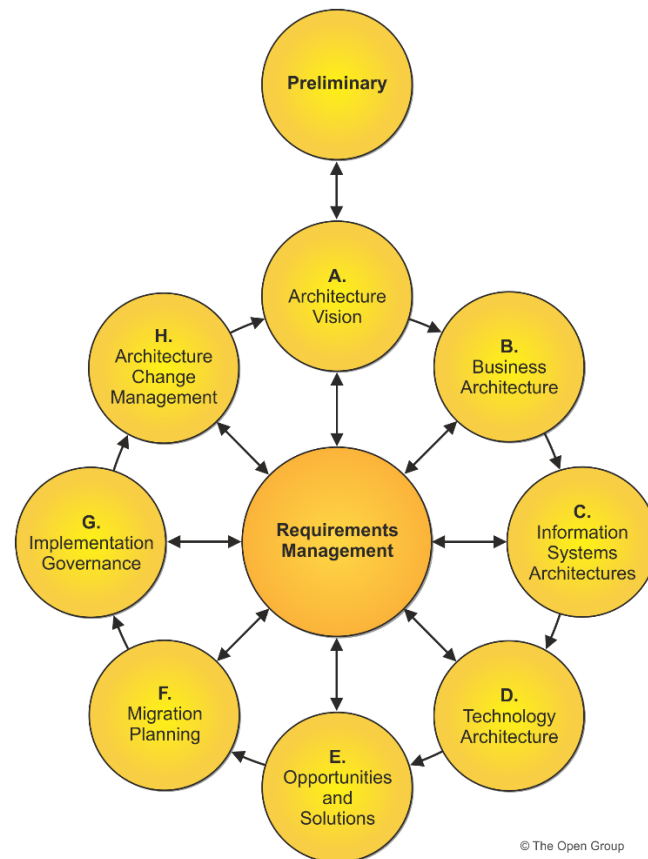 Preliminary
A.
Architecture
Vision
B.
Business
Architecture
C.
Information
Systems
Architectures
D.
Technology
Architecture
E.
Opportunities
and
Solutions
F.
Migration
Planning
G.
Implementation
Governance
H.
Architecture
Change
Management
Requirements
Management
© The Open Group